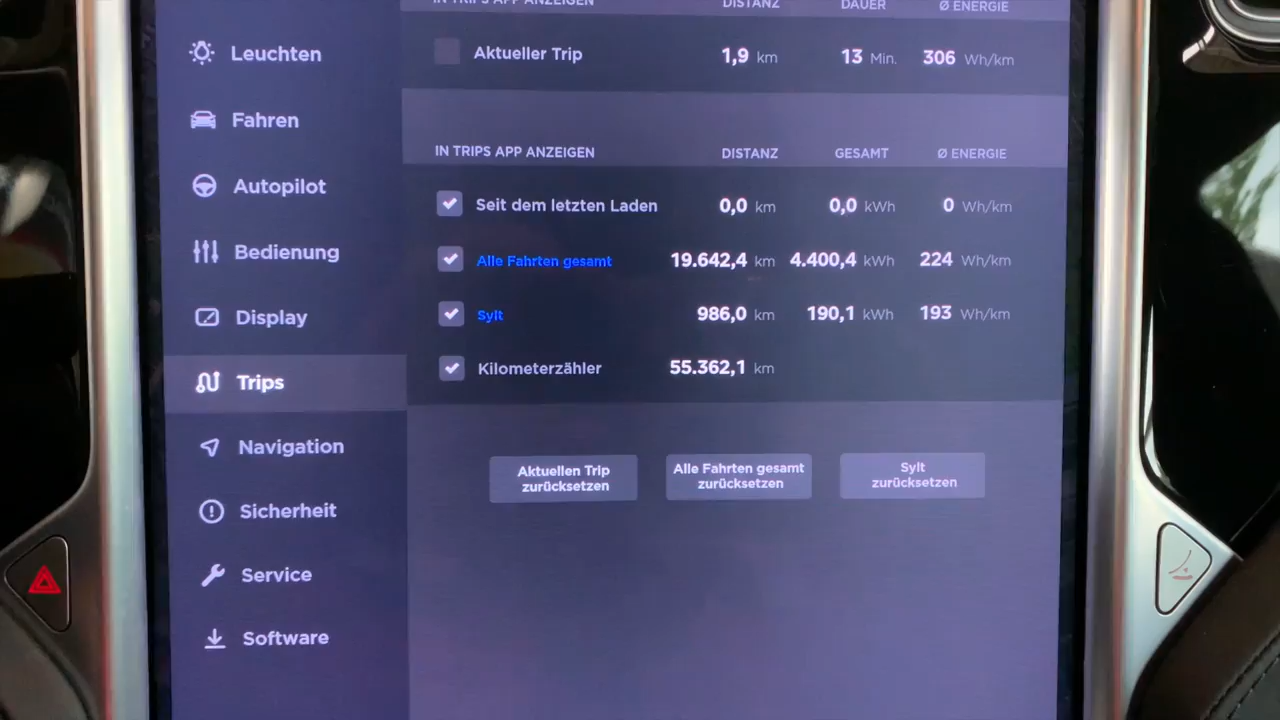 IN TRIPS APP ANZEIGEN DISTANZ DAUER Ø ENERGIE
Leuchten
Aktueller Trip 1,9 km 13 Min. 306 Wh/km
Fahren
IN TRIPS APP ANZEIGEN DISTANZ GESAMT Ø ENERGIE
Autopilot
Seit dem letzten Laden 0,0 km 0,0 kWh 0 Wh/km
Bedienung
Alle Fahrten gesamt 19.642,4 km 4.400,4 kWh 224 Wh/km
Display
Sylt 986,0 km 190,1 kWh 193 Wh/km
Kilometerzähler 55.362,1 km
Trips
Navigation
Aktuellen Trip
zurücksetzen
Alle Fahrten gesamt
zurücksetzen
Sylt
zurücksetzen
Sicherheit
Service
Software